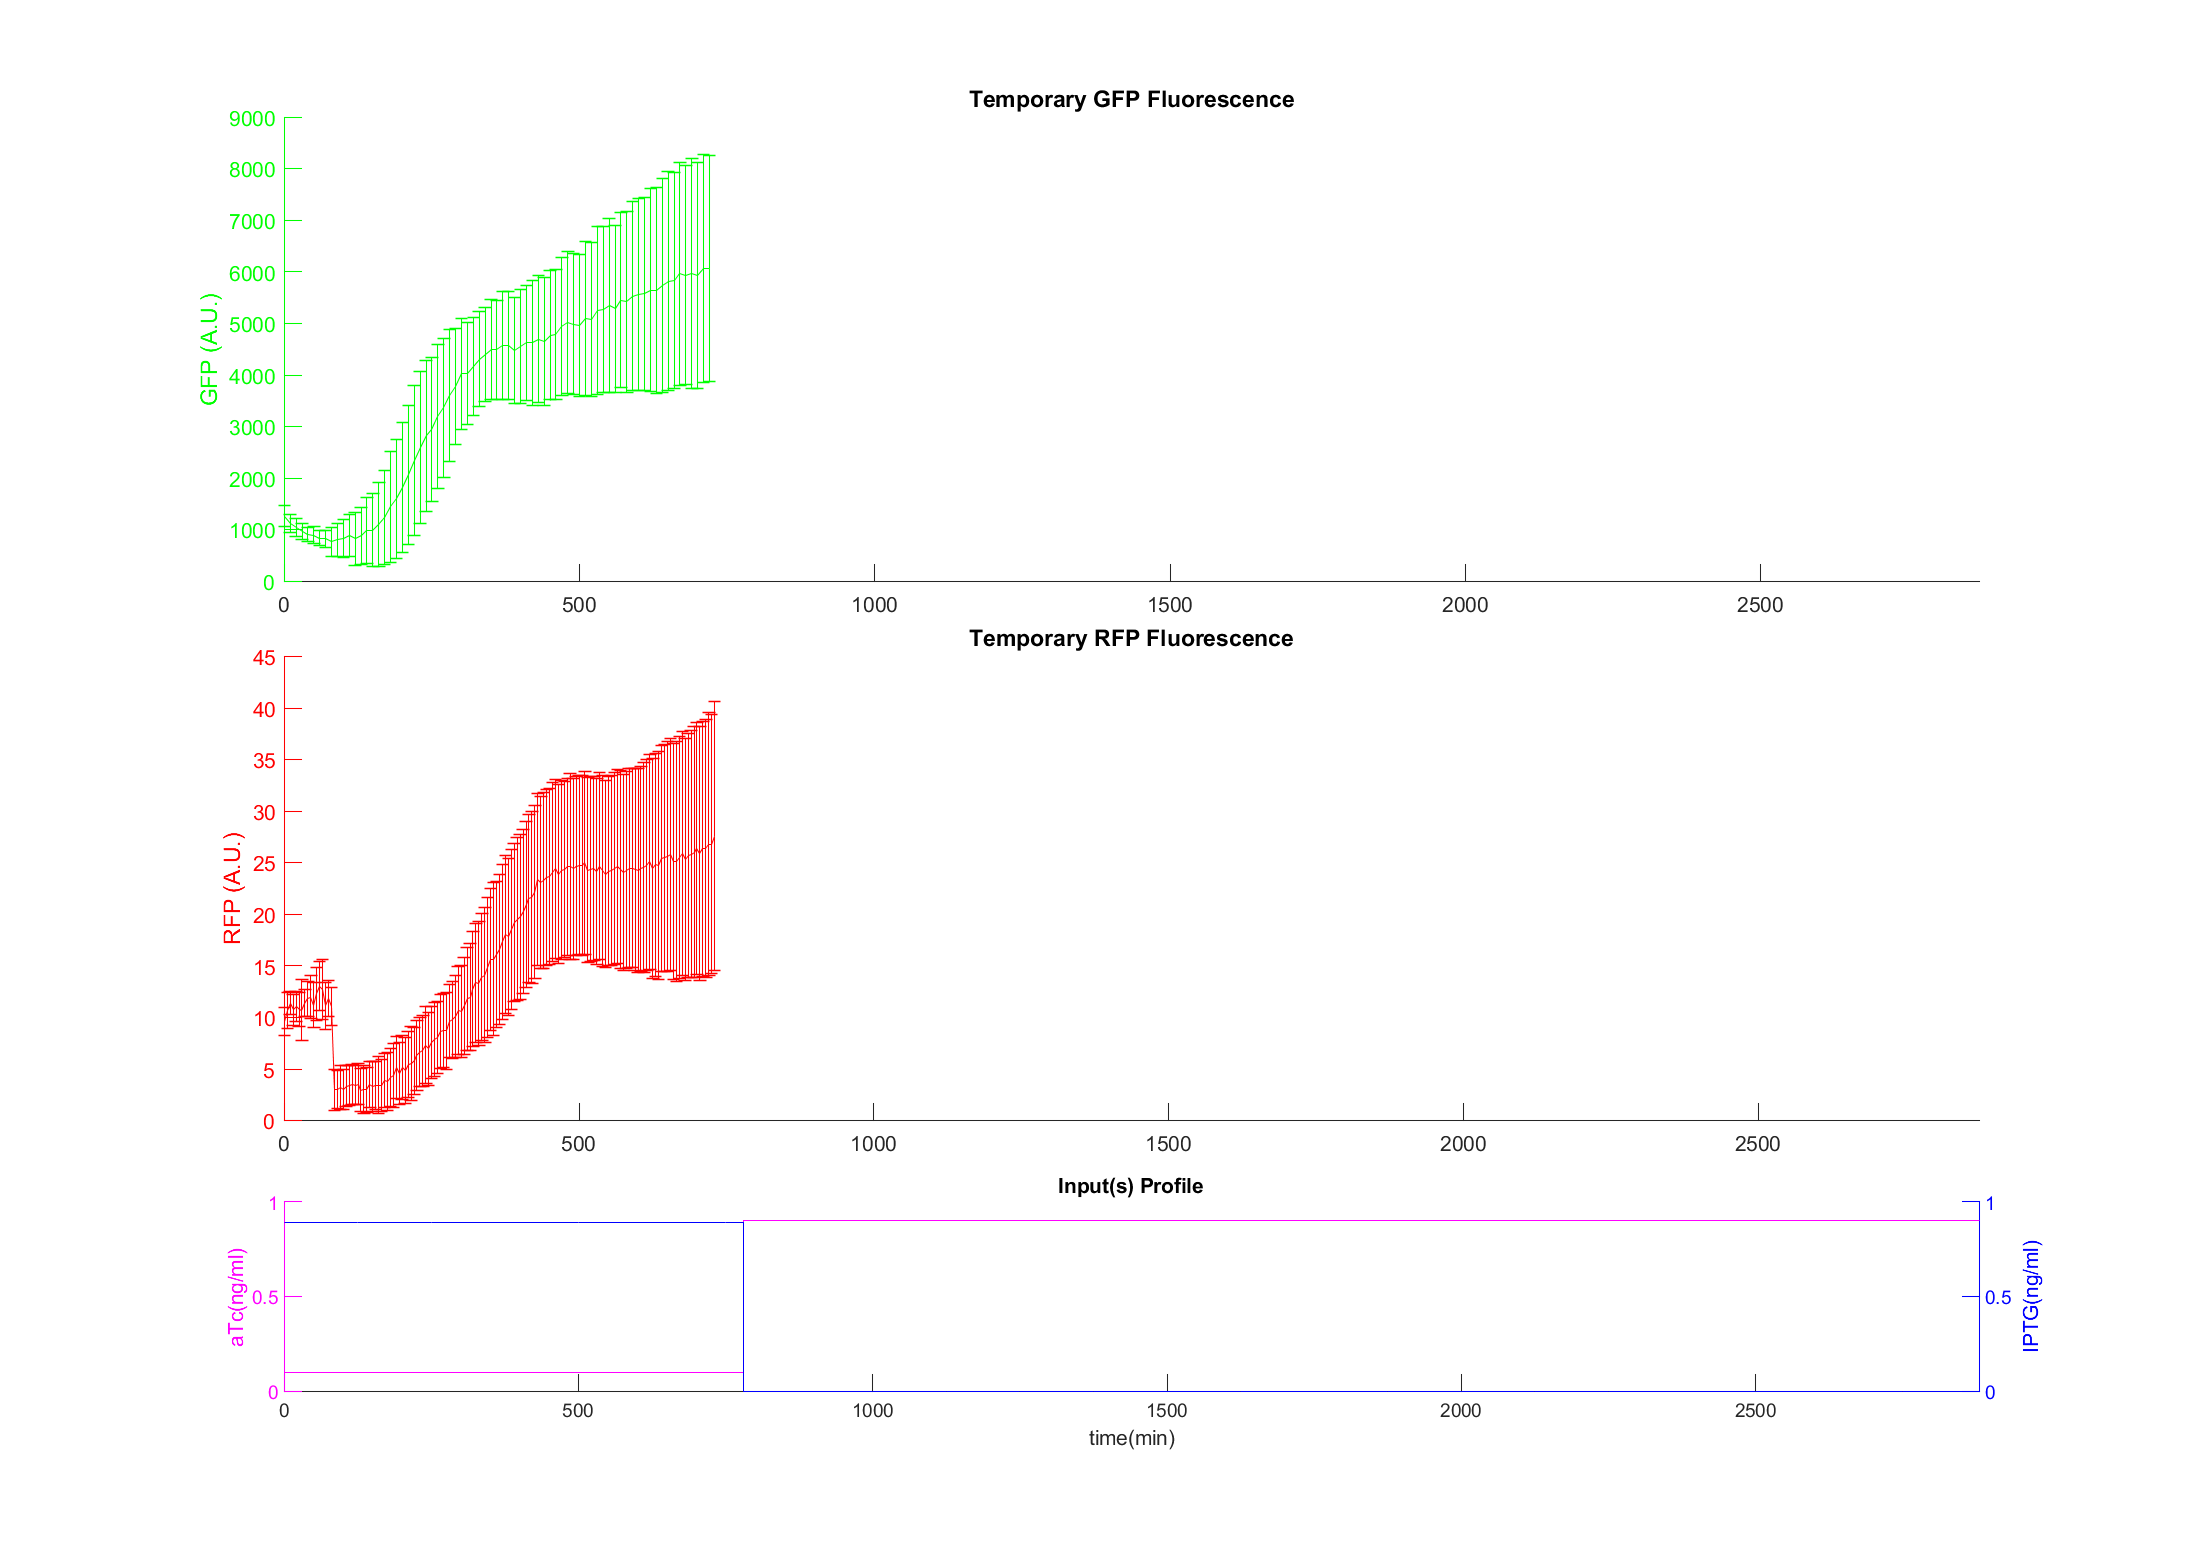 Temporary GFP Fluorescence
9000
8000
7000
6000
5000
4000
3000
2000
1000
0
GFP (A.U.)
0 500 1000 1500 2000 2500
Temporary RFP Fluorescence
45
40
35
30
25
20
15
10
5
0
RFP (A.U.)
0 500 1000 1500 2000 2500
Input(s) Profile
1
0.5
0
aTc(ng/ml)
1
0.5
0
IPTG(ng/ml)
0 500 1000 1500 2000 2500
time(min)